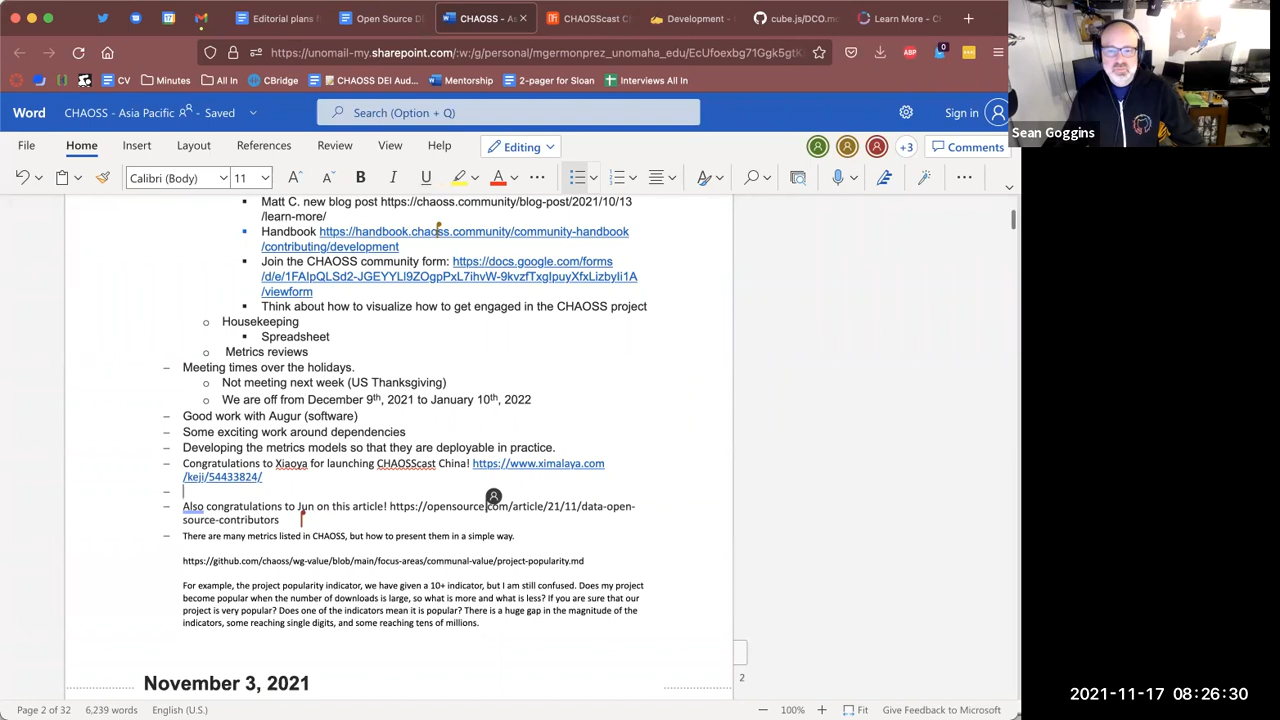 Editorial plans f
Open Source D
CHAOSS - As
CHAOSScast C
Development -
cube.js/DCO.m
Learn More - C
https://unomail-my.sharepoint.com/:w:/g/personal/mgermonprez_unomaha_edu/EcUfoexbg71Ggk5gtK
CV
Minutes
All In
CBridge
CHAOSS DEI Aud...
Mentorship
2-pager for Sloan
Interviews All In
Word
CHAOSS - Asia Pacific - Saved
Search (Option + Q)
Sign in
Sean Goggins
File
Home
Insert
Layout
References
Review
View
Help
Editing
+3
Comments
Calibri (Body)
11
Matt C. new blog post https://chaoss.community/blog-post/2021/10/13
/learn-more/
Handbook https://handbook.chaoss.community/community-handbook
/contributing/development
Join the CHAOSS community form: https://docs.google.com/forms
/d/e/1FAIpQLSd2-JGEYYLl9ZOgpPxL7ihvW-9kvzfTxgIpuyXfxLizbyIi1A
/viewform
Think about how to visualize how to get engaged in the CHAOSS project
Housekeeping
Spreadsheet
Metrics reviews
Meeting times over the holidays.
Not meeting next week (US Thanksgiving)
We are off from December 9th, 2021 to January 10th, 2022
Good work with Augur (software)
Some exciting work around dependencies
Developing the metrics models so that they are deployable in practice.
Congratulations to Xiaoya for launching CHAOSScast China! https://www.ximalaya.com
/keji/54433824/
Also congratulations to Jun on this article! https://opensource.com/article/21/11/data-open-
source-contributors
There are many metrics listed in CHAOSS, but how to present them in a simple way.
https://github.com/chaoss/wg-value/blob/main/focus-areas/communal-value/project-popularity.md
For example, the project popularity indicator, we have given a 10+ indicator, but I am still confused. Does my project
become popular when the number of downloads is large, so what is more and what is less? If you are sure that our
project is very popular? Does one of the indicators mean it is popular? There is a huge gap in the magnitude of the
indicators, some reaching single digits, and some reaching tens of millions.
2
November 3, 2021
Page 2 of 32
6,239 words
English (U.S.)
100%
Fit
Give Feedback to Microsoft
2021-11-17 08:26:30